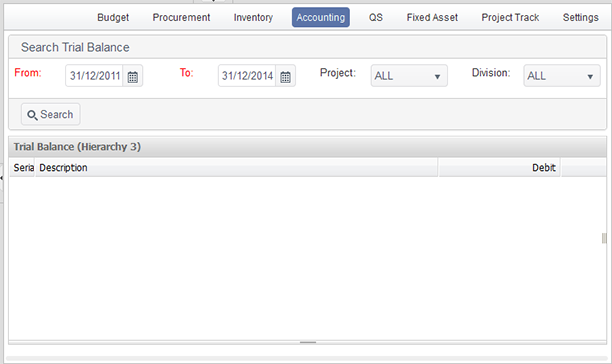 Budget Procurement Inventory Accounting QS Fixed Asset Project Track Settings
Search Trial Balance
From: 31/12/2011 To: 31/12/2014 Project: ALL Division: ALL
Search
Trial Balance (Hierarchy 3)
Seria Description Debit